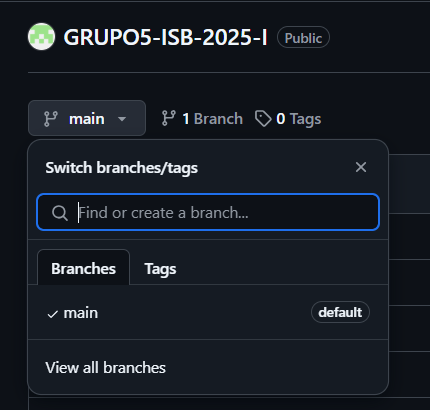 GRUPO5-ISB-2025-I Public
main 1 Branch 0 Tags
Switch branches/tags
Find or create a branch...
Branches Tags
main default
View all branches